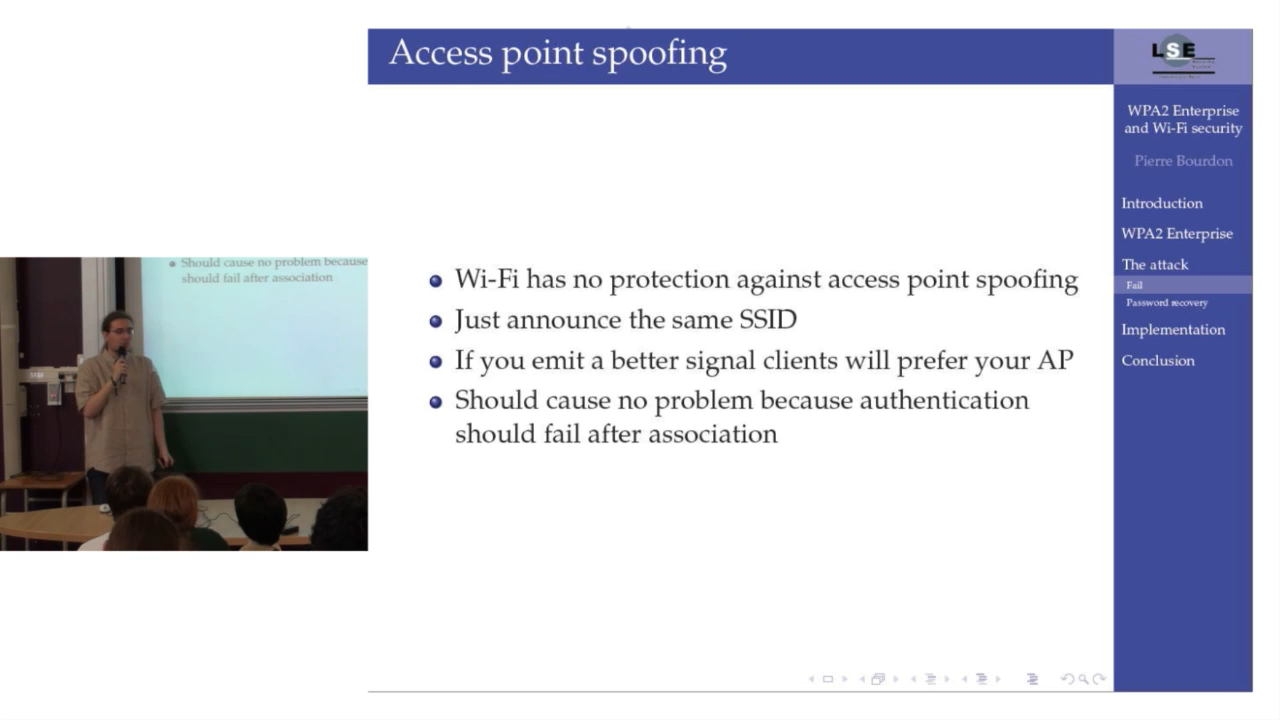 Access point spoofing
LSE
WPA2 Enterprise
and Wi-Fi security
Pierre Bourdon
Introduction
WPA2 Enterprise
The attack
Fail
Password recovery
Implementation
Conclusion
Should cause no problem because
should fail after association
Wi-Fi has no protection against access point spoofing
Just announce the same SSID
If you emit a better signal clients will prefer your AP
Should cause no problem because authentication
should fail after association